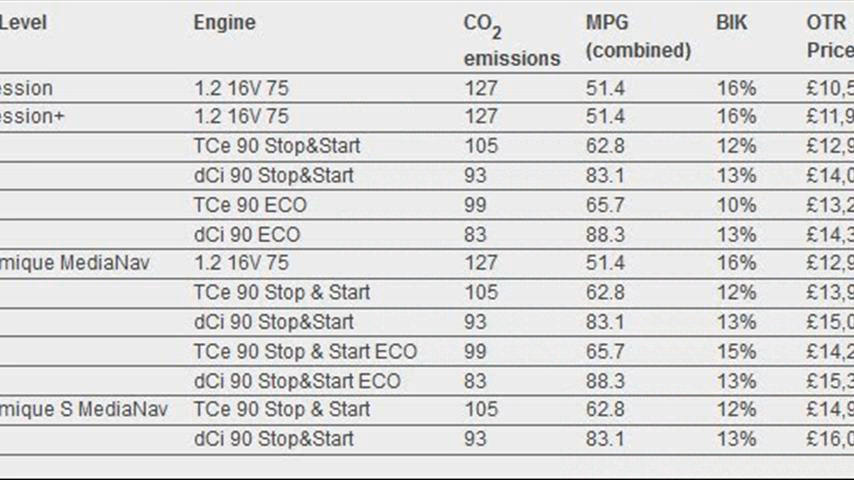 Level Engine CO2 emissions MPG (combined) BIK OTR Price
ession 1.2 16V 75 127 51.4 16% £10,5
ession+ 1.2 16V 75 127 51.4 16% £11,9
TCe 90 Stop&Start 105 62.8 12% £12,9
dCi 90 Stop&Start 93 83.1 13% £14,0
TCe 90 ECO 99 65.7 10% £13,2
dCi 90 ECO 83 88.3 13% £14,3
mique MediaNav 1.2 16V 75 127 51.4 16% £12,9
TCe 90 Stop & Start 105 62.8 12% £13,9
dCi 90 Stop&Start 93 83.1 13% £15,0
TCe 90 Stop & Start ECO 99 65.7 15% £14,2
dCi 90 Stop&Start ECO 83 88.3 13% £15,3
mique S MediaNav TCe 90 Stop & Start 105 62.8 12% £14,9
dCi 90 Stop&Start 93 83.1 13% £16,0